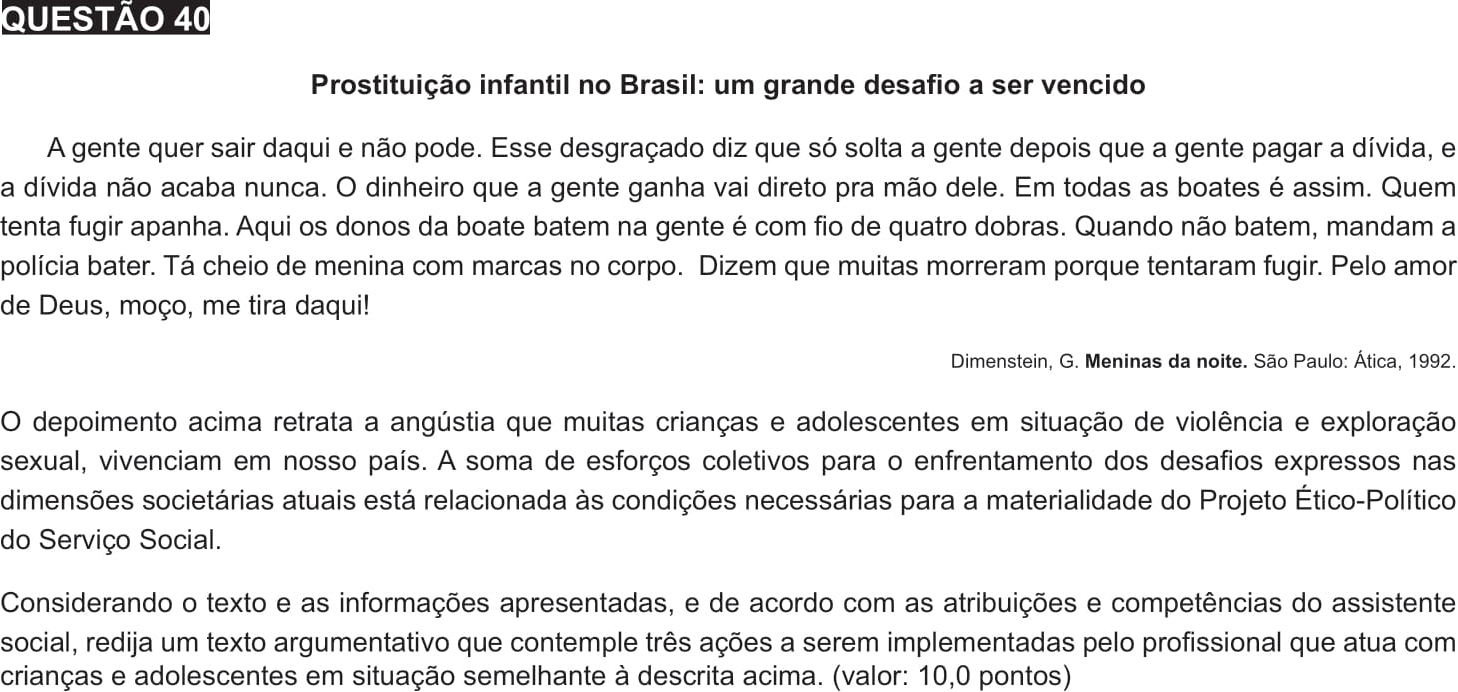 QUESTÃO 40
Prostituição infantil no Brasil: um grande desafio a ser vencido
A gente quer sair daqui e não pode. Esse desgraçado diz que só solta a gente depois que a gente pagar a dívida, e
a dívida não acaba nunca. O dinheiro que a gente ganha vai direto pra mão dele. Em todas as boates é assim. Quem
tenta fugir apanha. Aqui os donos da boate batem na gente é com fio de quatro dobras. Quando não batem, mandam a
polícia bater. Tá cheio de menina com marcas no corpo.  Dizem que muitas morreram porque tentaram fugir. Pelo amor
de Deus, moço, me tira daqui!
Dimenstein, G. Meninas da noite. São Paulo: Ática, 1992.
O depoimento acima retrata a angústia que muitas crianças e adolescentes em situação de violência e exploração
sexual, vivenciam em nosso país. A soma de esforços coletivos para o enfrentamento dos desafios expressos nas
dimensões societárias atuais está relacionada às condições necessárias para a materialidade do Projeto Ético-Político
do Serviço Social.
Considerando o texto e as informações apresentadas, e de acordo com as atribuições e competências do assistente
social, redija um texto argumentativo que contemple três ações a serem implementadas pelo profissional que atua com
crianças e adolescentes em situação semelhante à descrita acima. (valor: 10,0 pontos)